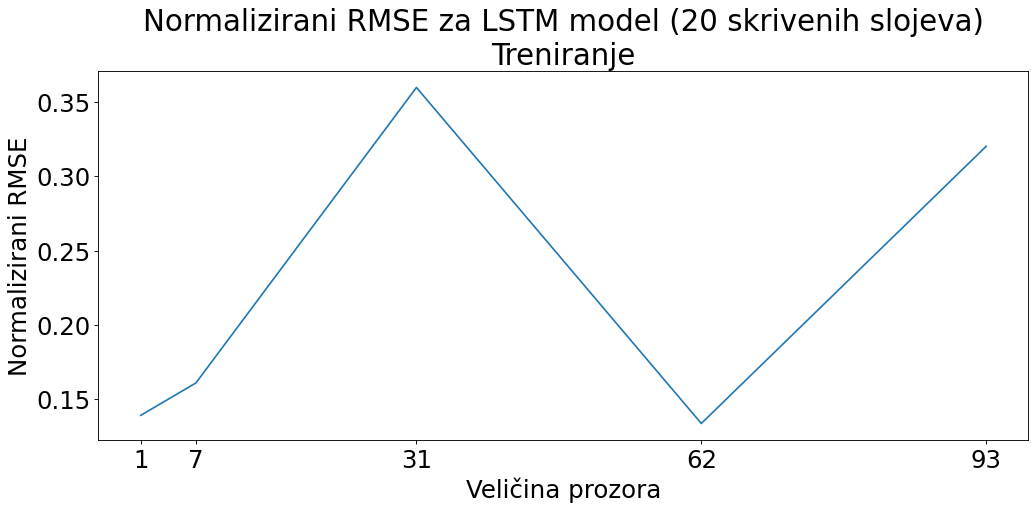 Normalizirani RMSE za LSTM model (20 skrivenih slojeva)
Treniranje
Normalizirani RMSE
0.35
0.30
0.25
0.20
0.15
1 7 31 62 93
Veličina prozora